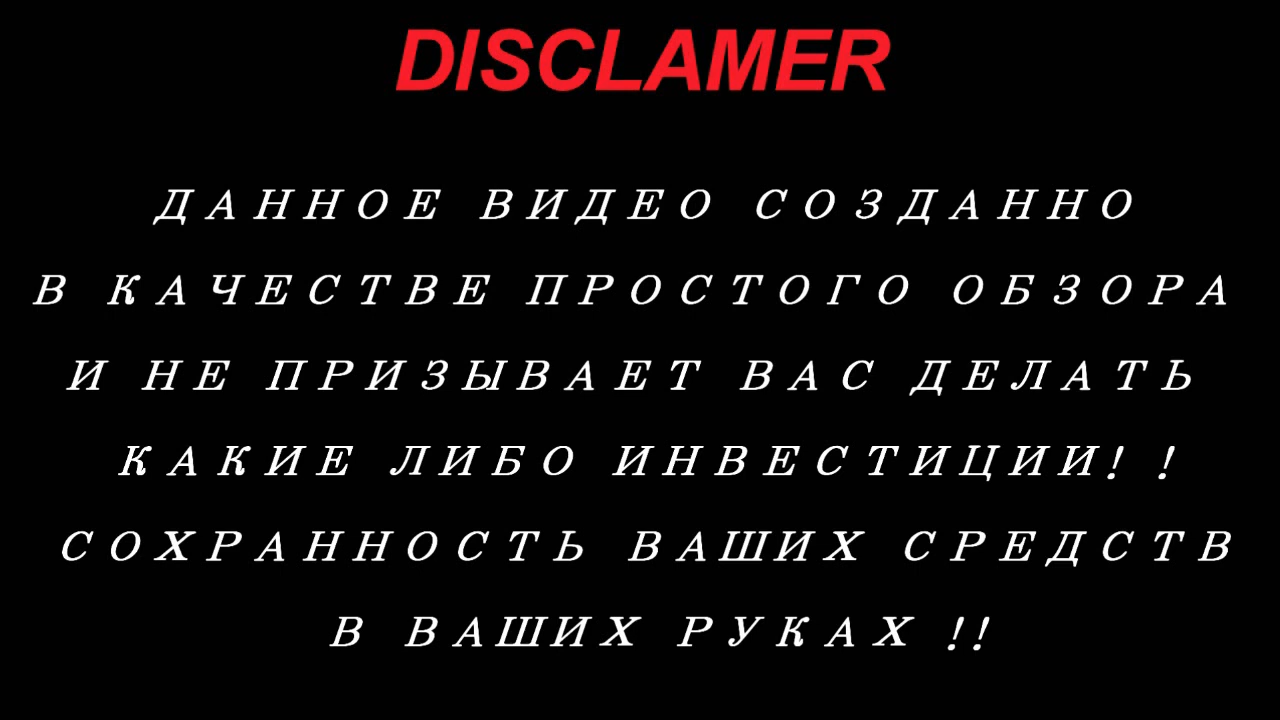 DISCLAMER
ДАННОЕ ВИДЕО СОЗДАННО
В КАЧЕСТВЕ ПРОСТОГО ОБЗОРА
И НЕ ПРИЗЫВАЕТ ВАС ДЕЛАТЬ
КАКИЕ ЛИБО ИНВЕСТИЦИИ! !
СОХРАННОСТЬ ВАШИХ СРЕДСТВ
В ВАШИХ РУКАХ !!